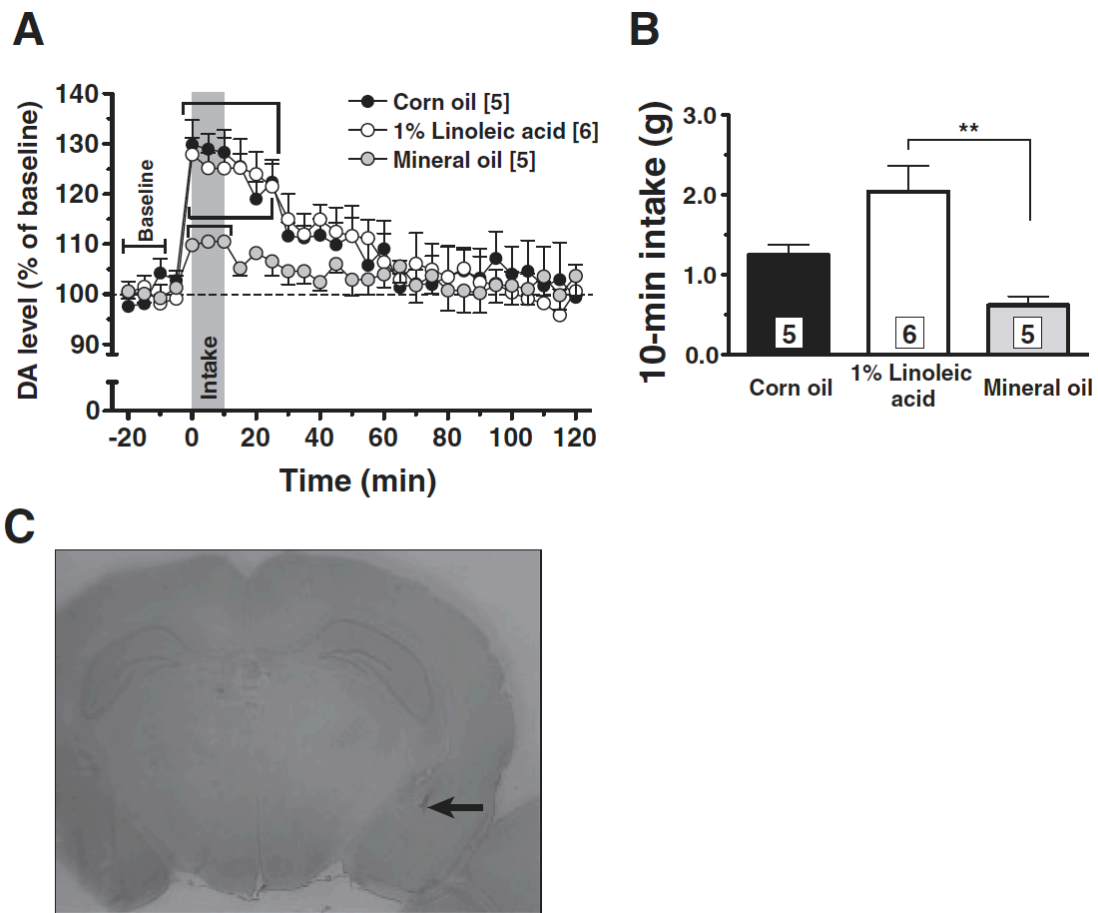 A
DA level (% of baseline)
140
130
120
110
100
90
0
Baseline
Intake
Corn oil [5]
1% Linoleic acid [6]
Mineral oil [5]
-20 0 20 40 60 80 100 120
Time (min)
B
10-min intake (g)
3.0
2.0
1.0
0.0
**
5 6 5
Corn oil
1% Linoleic
acid
Mineral oil
C